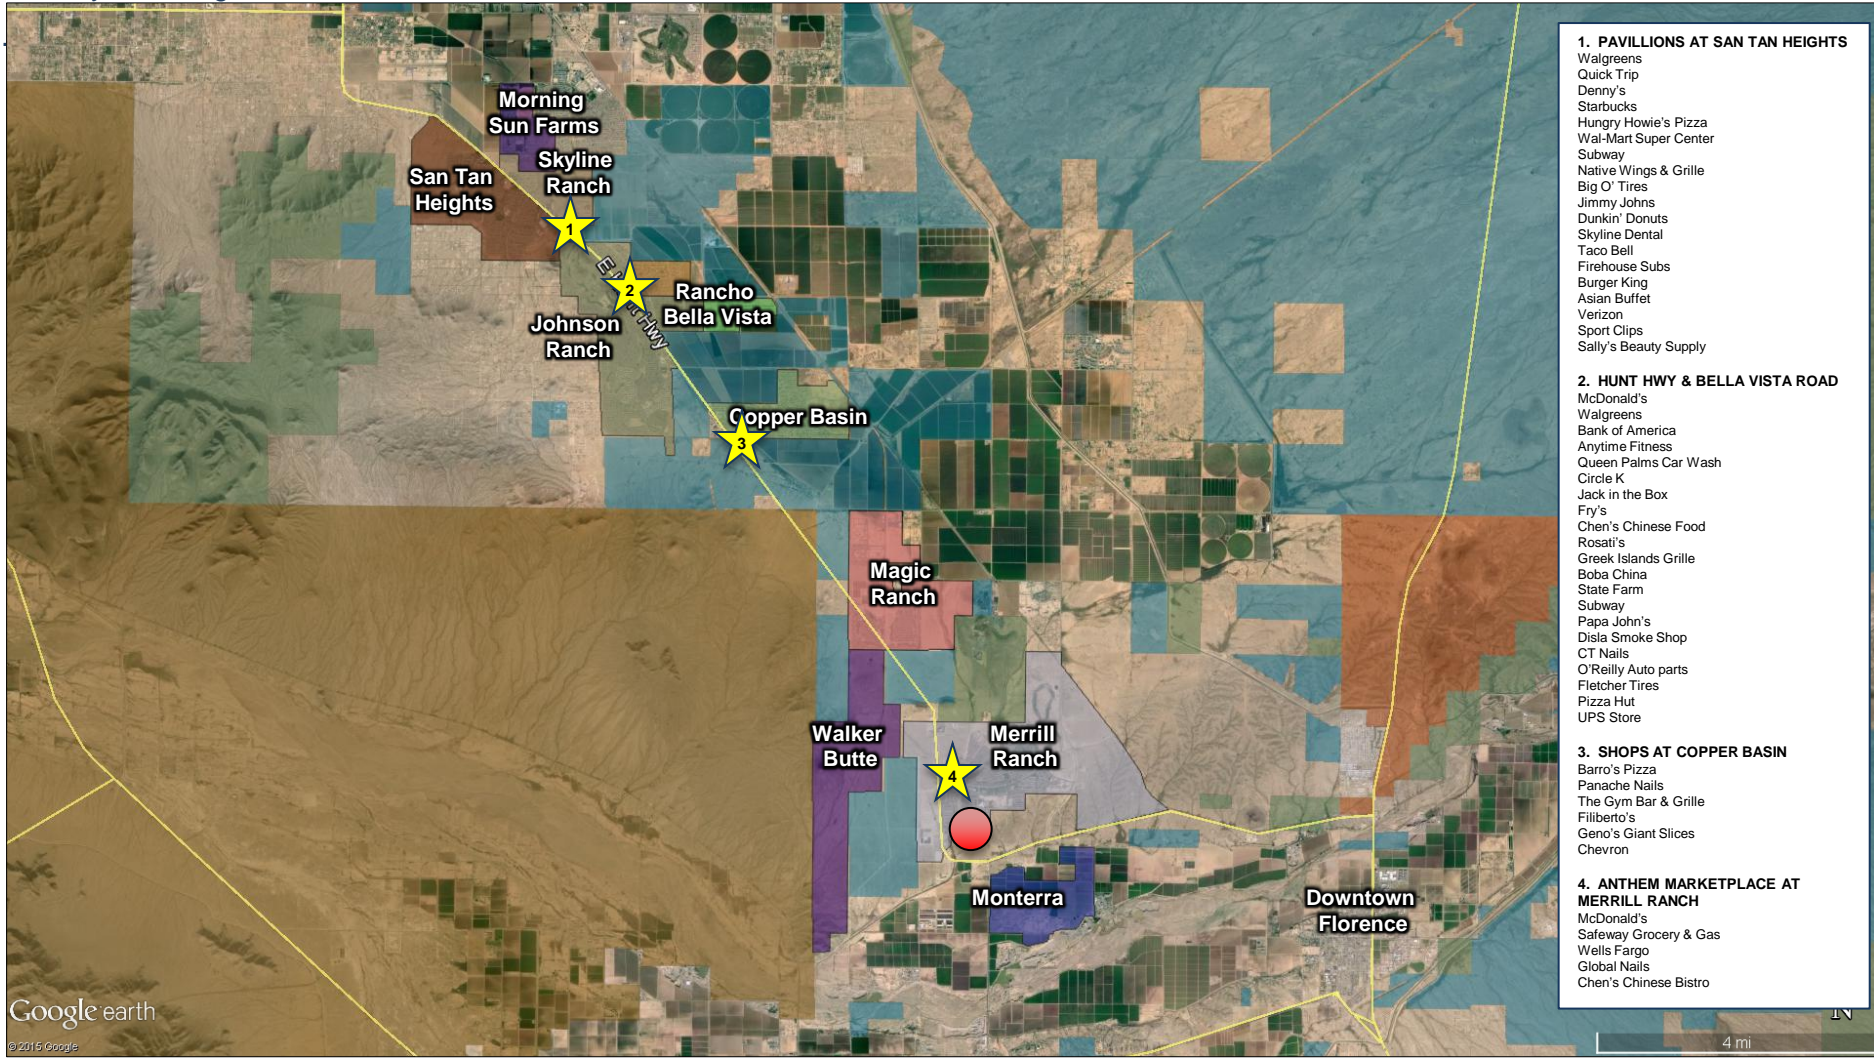 Morning
Sun Farms
Skyline
Ranch
San Tan
Heights
1
2
Rancho
Bella Vista
Hwy
Johnson
Ranch
Copper Basin
3
Magic
Ranch
Walker
Butte
Merrill
Ranch
4
Monterra
Downtown
Florence
1. PAVILLIONS AT SAN TAN HEIGHTS
Walgreens
Quick Trip
Denny's
Starbucks
Hungry Howie's Pizza
Wal-Mart Super Center
Subway
Native Wings & Grille
Big O' Tires
Jimmy Johns
Dunkin' Donuts
Skyline Dental
Taco Bell
Firehouse Subs
Burger King
Asian Buffet
Verizon
Sport Clips
Sally's Beauty Supply
2. HUNT HWY & BELLA VISTA ROAD
McDonald's
Walgreens
Bank of America
Anytime Fitness
Queen Palms Car Wash
Circle K
Jack in the Box
Fry's
Chen's Chinese Food
Rosati's
Greek Islands Grille
Boba China
State Farm
Subway
Papa John's
Disla Smoke Shop
CT Nails
O'Reilly Auto parts
Fletcher Tires
Pizza Hut
UPS Store
3. SHOPS AT COPPER BASIN
Barro's Pizza
Panache Nails
The Gym Bar & Grille
Filiberto's
Geno's Giant Slices
Chevron
4. ANTHEM MARKETPLACE AT
MERRILL RANCH
McDonald's
Safeway Grocery & Gas
Wells Fargo
Global Nails
Chen's Chinese Bistro
N
4 mi
Google earth
© 2015 Google